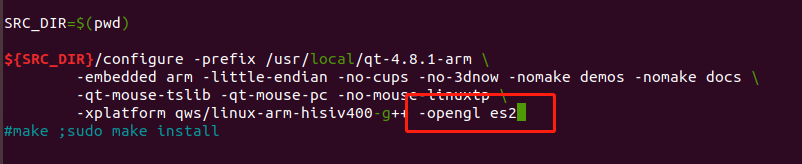 SRC_DIR=$(pwd)
${SRC_DIR}/configure -prefix /usr/local/qt-4.8.1-arm \
-embedded arm -little-endian -no-cups -no-3dnow -nomake demos -nomake docs \
-qt-mouse-tslib -qt-mouse-pc -no-mouse-linuxtp \
-xplatform qws/linux-arm-hisiv400-g++ -opengl es2
#make ;sudo make install